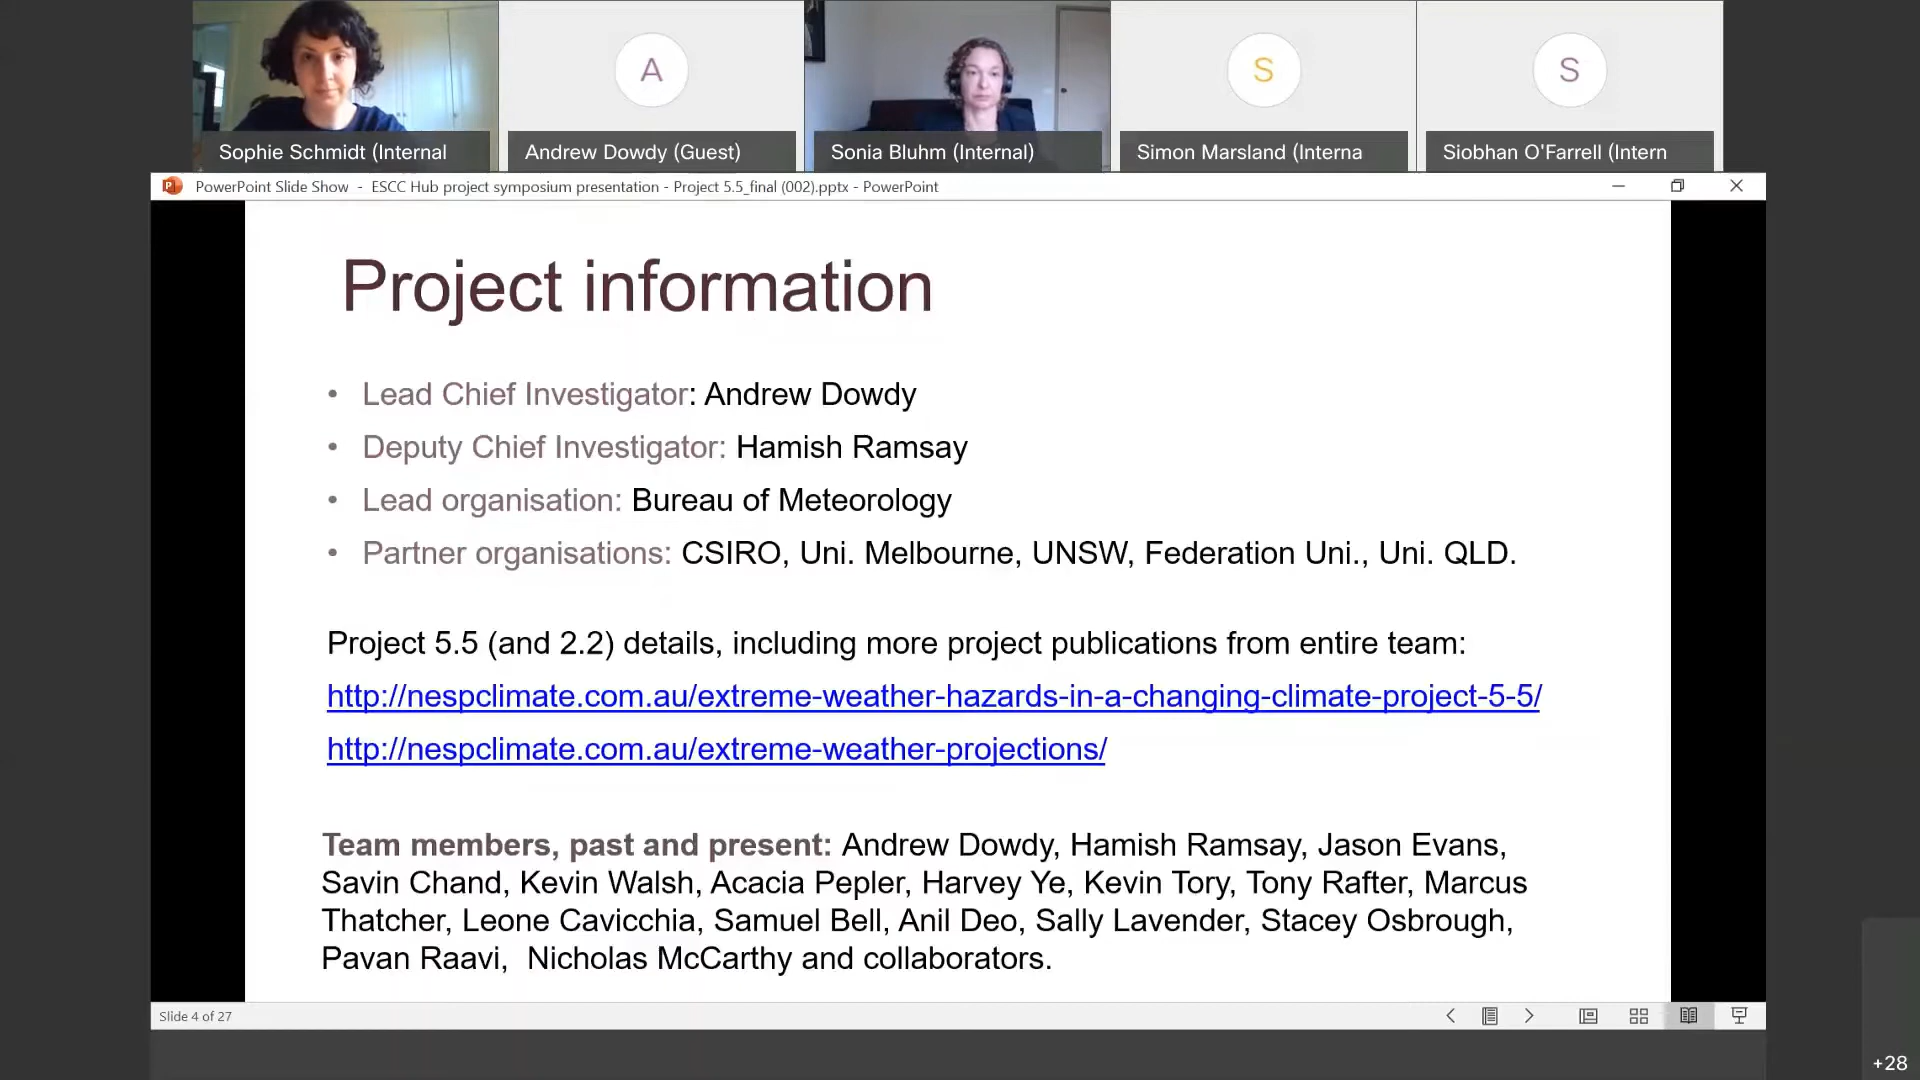 A
S
S
Sophie Schmidt (Internal
Andrew Dowdy (Guest)
Sonia Bluhm (Internal)
Simon Marsland (Interna
Siobhan O'Farrell (Intern
PowerPoint Slide Show - ESCC Hub project symposium presentation - Project 5.5_final (002).pptx - PowerPoint
Project information
• Lead Chief Investigator: Andrew Dowdy
• Deputy Chief Investigator: Hamish Ramsay
• Lead organisation: Bureau of Meteorology
• Partner organisations: CSIRO, Uni. Melbourne, UNSW, Federation Uni., Uni. QLD.
Project 5.5 (and 2.2) details, including more project publications from entire team:
http://nespclimate.com.au/extreme-weather-hazards-in-a-changing-climate-project-5-5/
http://nespclimate.com.au/extreme-weather-projections/
Team members, past and present: Andrew Dowdy, Hamish Ramsay, Jason Evans,
Savin Chand, Kevin Walsh, Acacia Pepler, Harvey Ye, Kevin Tory, Tony Rafter, Marcus
Thatcher, Leone Cavicchia, Samuel Bell, Anil Deo, Sally Lavender, Stacey Osbrough,
Pavan Raavi, Nicholas McCarthy and collaborators.
Slide 4 of 27
+28